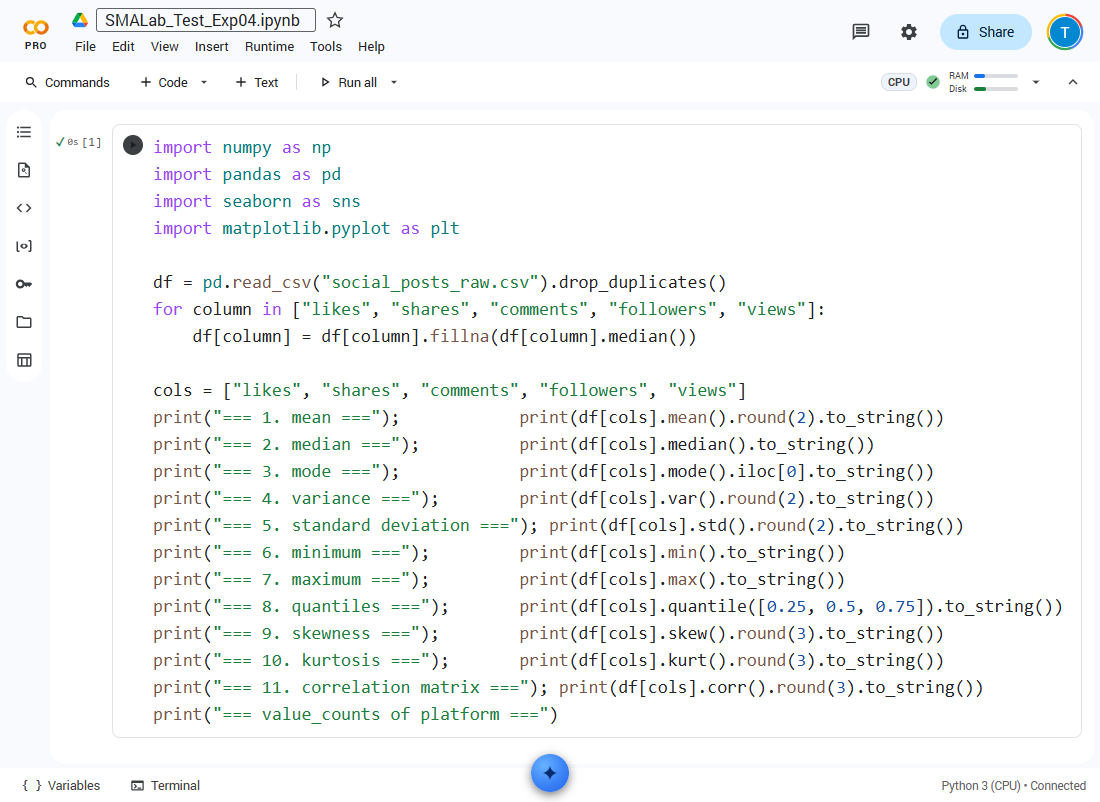 SMALab_Test_Exp04.ipynb
PRO
File Edit View Insert Runtime Tools Help
Share
T
Commands + Code + Text Run all
CPU
RAM
Disk
✓ 0s [1]
import numpy as np
import pandas as pd
import seaborn as sns
import matplotlib.pyplot as plt

df = pd.read_csv("social_posts_raw.csv").drop_duplicates()
for column in ["likes", "shares", "comments", "followers", "views"]:
    df[column] = df[column].fillna(df[column].median())

cols = ["likes", "shares", "comments", "followers", "views"]
print("=== 1. mean ===");            print(df[cols].mean().round(2).to_string())
print("=== 2. median ===");          print(df[cols].median().to_string())
print("=== 3. mode ===");            print(df[cols].mode().iloc[0].to_string())
print("=== 4. variance ===");        print(df[cols].var().round(2).to_string())
print("=== 5. standard deviation ==="); print(df[cols].std().round(2).to_string())
print("=== 6. minimum ===");         print(df[cols].min().to_string())
print("=== 7. maximum ===");         print(df[cols].max().to_string())
print("=== 8. quantiles ===");       print(df[cols].quantile([0.25, 0.5, 0.75]).to_string())
print("=== 9. skewness ===");        print(df[cols].skew().round(3).to_string())
print("=== 10. kurtosis ===");       print(df[cols].kurt().round(3).to_string())
print("=== 11. correlation matrix ==="); print(df[cols].corr().round(3).to_string())
print("=== value_counts of platform ===")
{ } Variables Terminal
Python 3 (CPU) • Connected